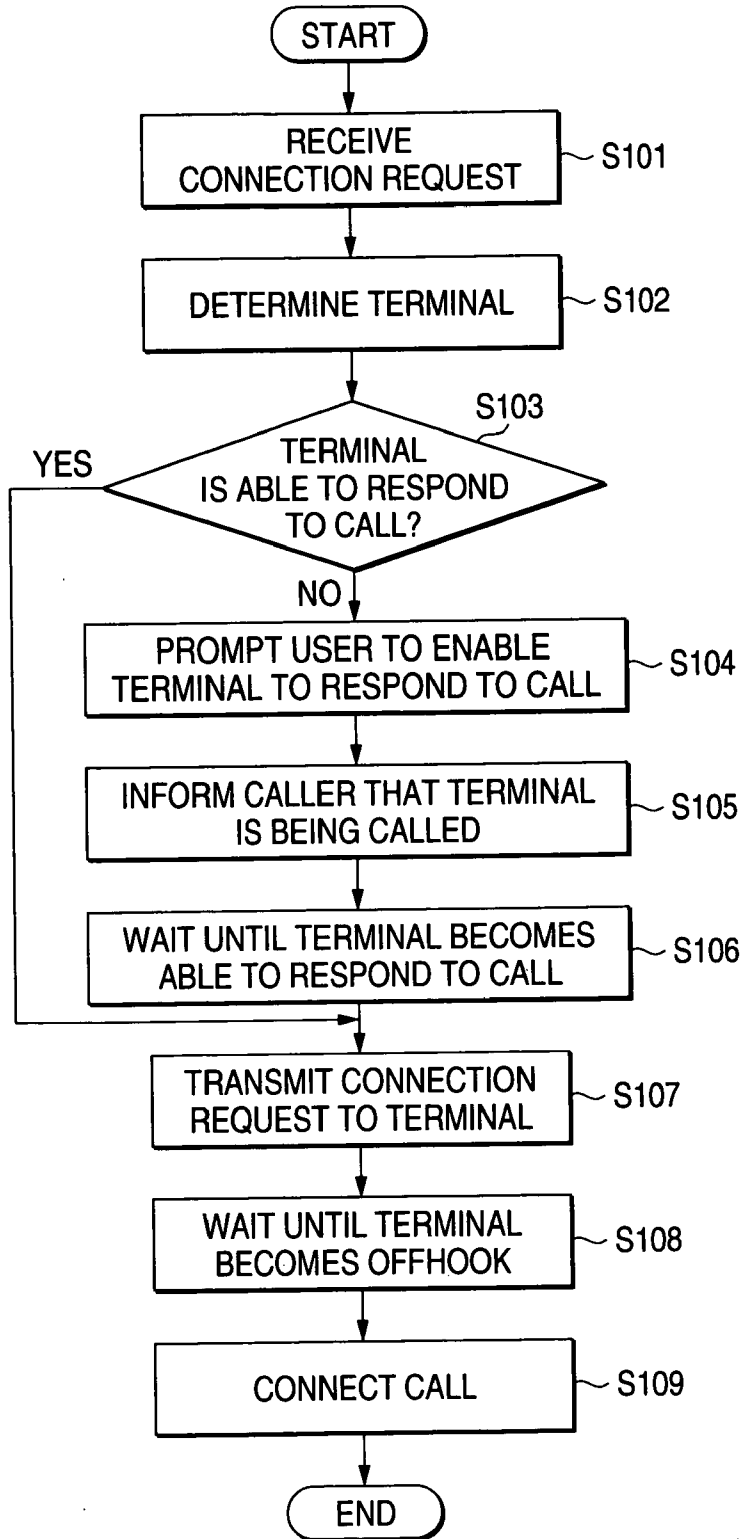 START
RECEIVE
CONNECTION REQUEST
S101
DETERMINE TERMINAL
S102
S103
YES
TERMINAL
IS ABLE TO RESPOND
TO CALL?
NO
PROMPT USER TO ENABLE
TERMINAL TO RESPOND TO CALL
S104
INFORM CALLER THAT TERMINAL
IS BEING CALLED
S105
WAIT UNTIL TERMINAL BECOMES
ABLE TO RESPOND TO CALL
S106
TRANSMIT CONNECTION
REQUEST TO TERMINAL
S107
WAIT UNTIL TERMINAL
BECOMES OFFHOOK
S108
CONNECT CALL
S109
END